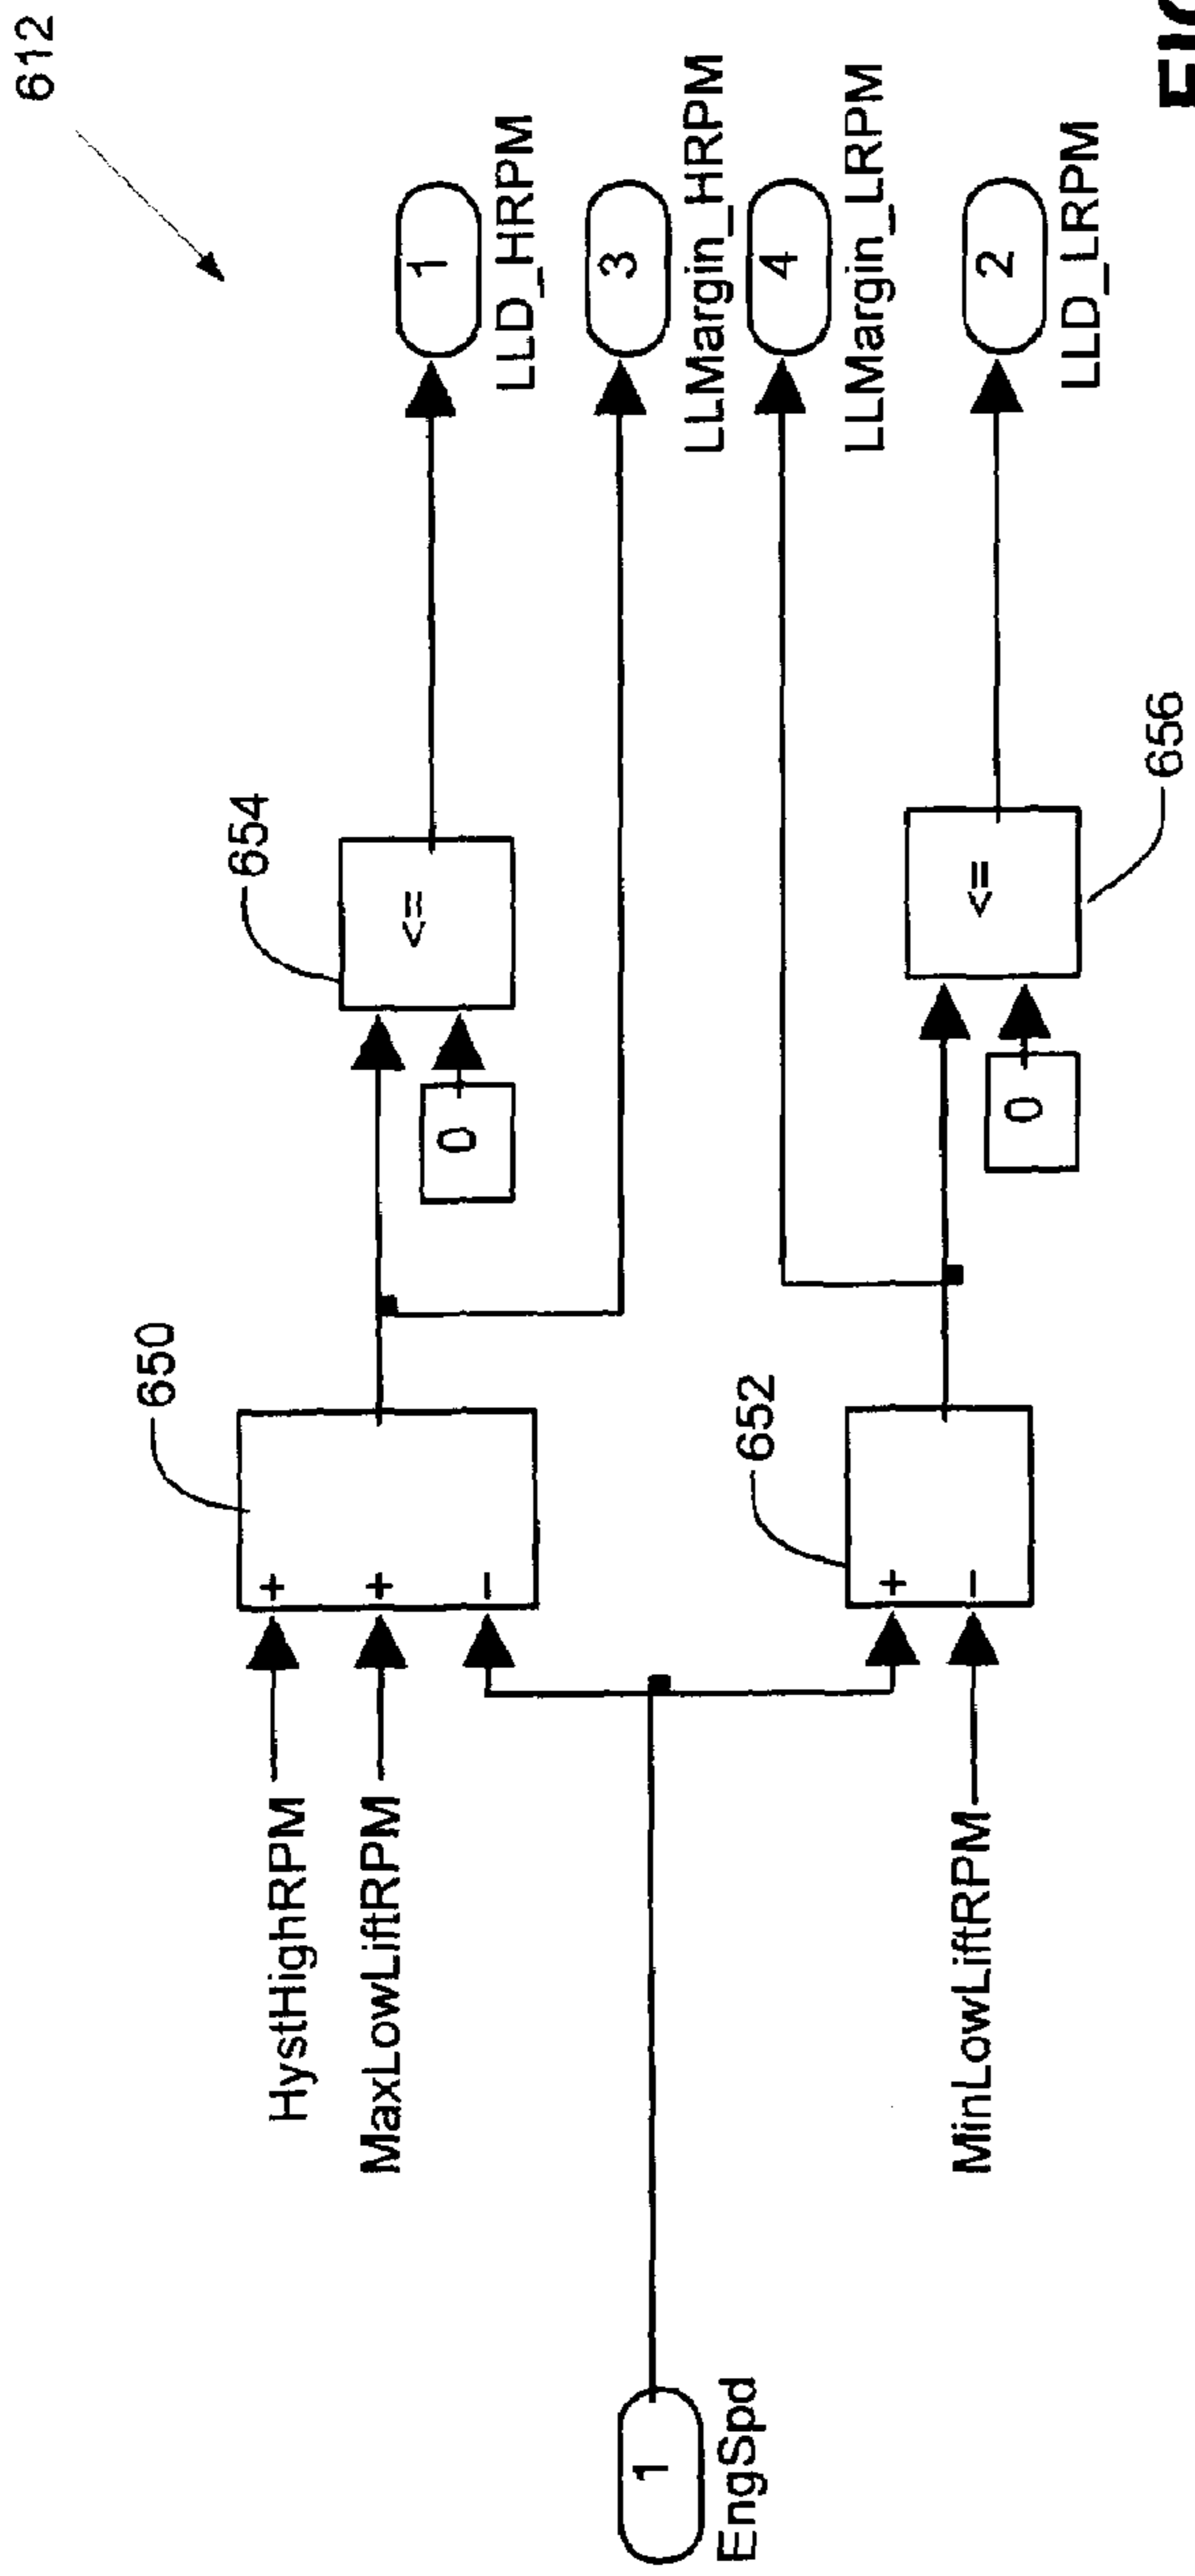 612
650
HystHighRPM
+
MaxLowLiftRPM
+
-
654
<=
0
1
LLD_HRPM
3
LLMargin_HRPM
4
LLMargin_LRPM
1
EngSpd
652
+
MinLowLiftRPM
-
<=
0
656
2
LLD_LRPM